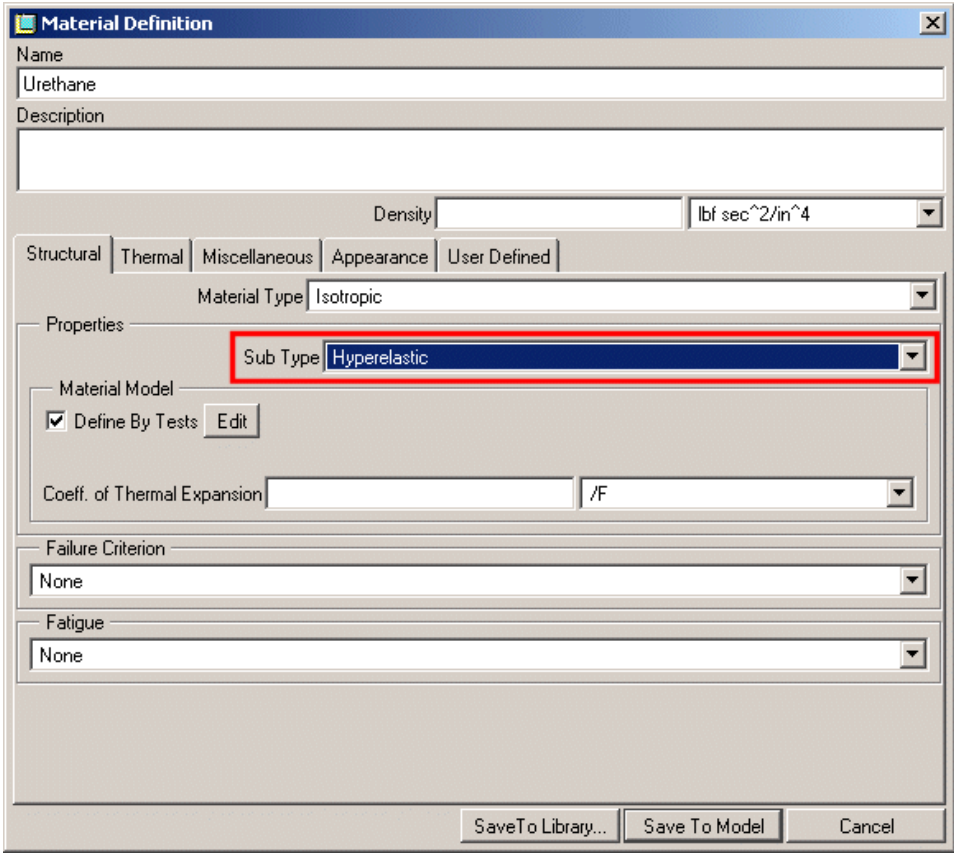 Material Definition
Name
Urethane
Description
Density lbf sec^2/in^4
Structural Thermal Miscellaneous Appearance User Defined
Material Type Isotropic
Properties
Sub Type Hyperelastic
Material Model
Define By Tests Edit
Coeff. of Thermal Expansion /F
Failure Criterion
None
Fatigue
None
SaveTo Library... Save To Model Cancel